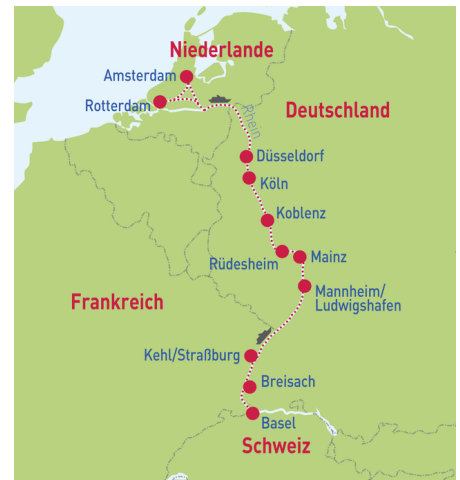 Niederlande
Amsterdam
Rotterdam
Deutschland
Rhein
Düsseldorf
Köln
Koblenz
Rüdesheim
Mainz
Mannheim/
Ludwigshafen
Frankreich
Kehl/Straßburg
Breisach
Basel
Schweiz